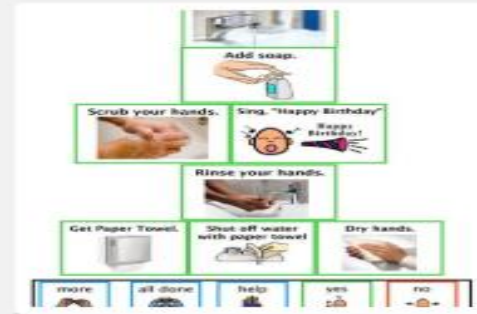 Add soap.
Scrub your hands.
Sing, "Happy Birthday"
Happy
Birthday!
Rinse your hands.
Get Paper Towel.
Shut off water
with paper towel
Dry hands.
more
all done
help
yes
no